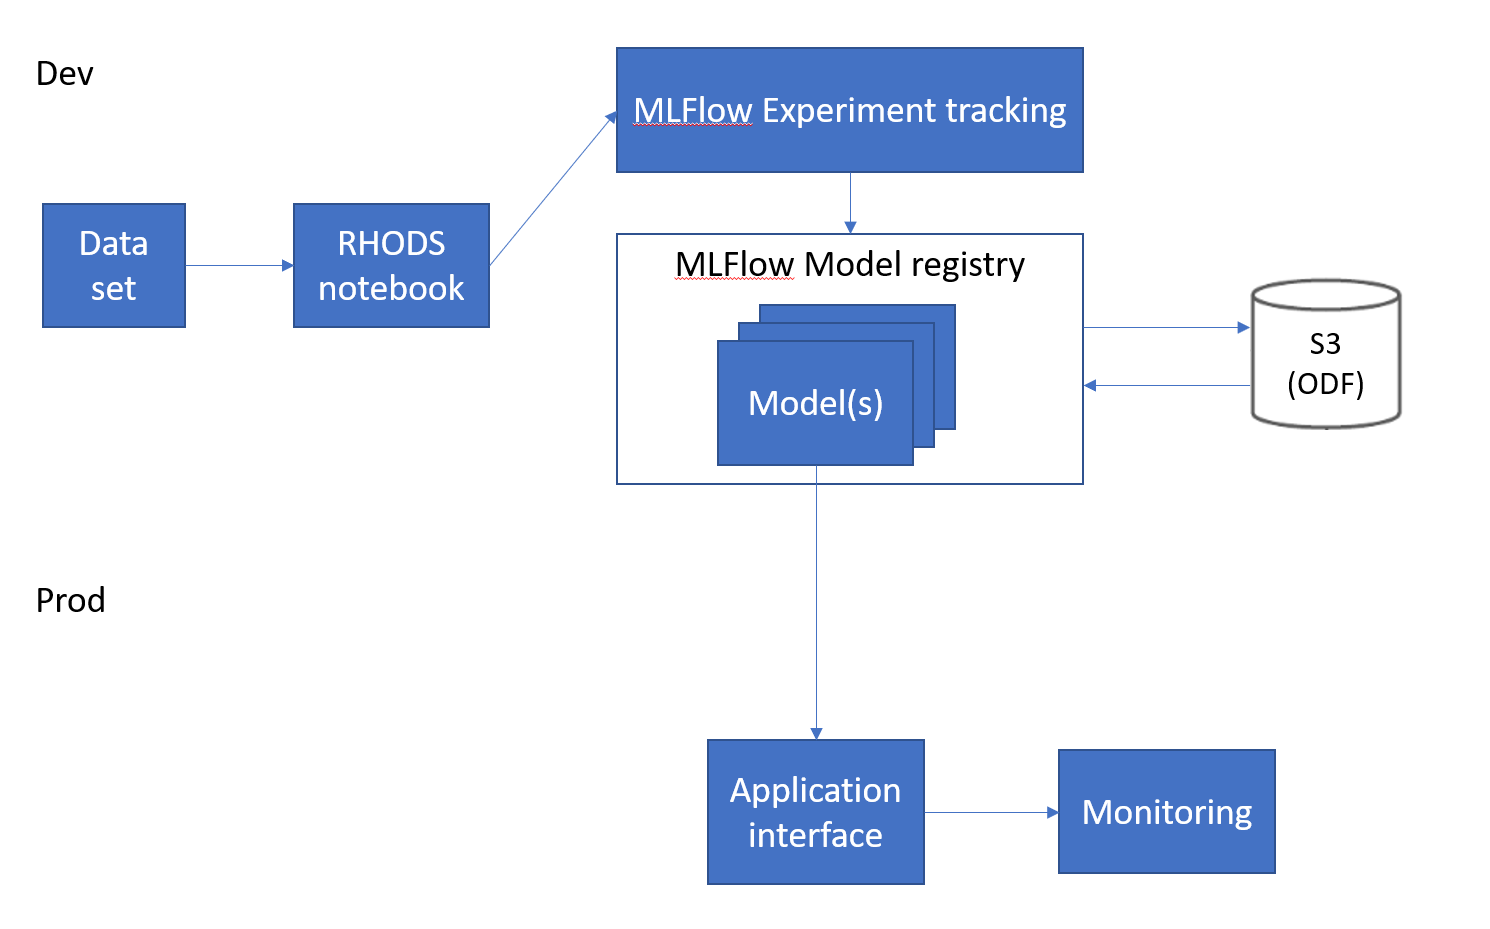 Dev
MLFlow Experiment tracking
Data
set
RHODS
notebook
MLFlow Model registry
Model(s)
S3
(ODF)
Prod
Application
interface
Monitoring